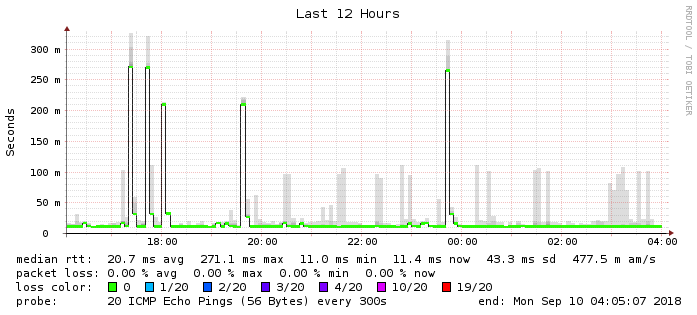 Last 12 Hours
RRDTOOL / TOBI OETIKER
Seconds
300 m
250 m
200 m
150 m
100 m
50 m
0
18:00 20:00 22:00 00:00 02:00 04:00
median rtt: 20.7 ms avg 271.1 ms max 11.0 ms min 11.4 ms now 43.3 ms sd 477.5 m am/s
packet loss: 0.00 % avg 0.00 % max 0.00 % min 0.00 % now
loss color: 0 1/20 2/20 3/20 4/20 10/20 19/20
probe: 20 ICMP Echo Pings (56 Bytes) every 300s end: Mon Sep 10 04:05:07 2018